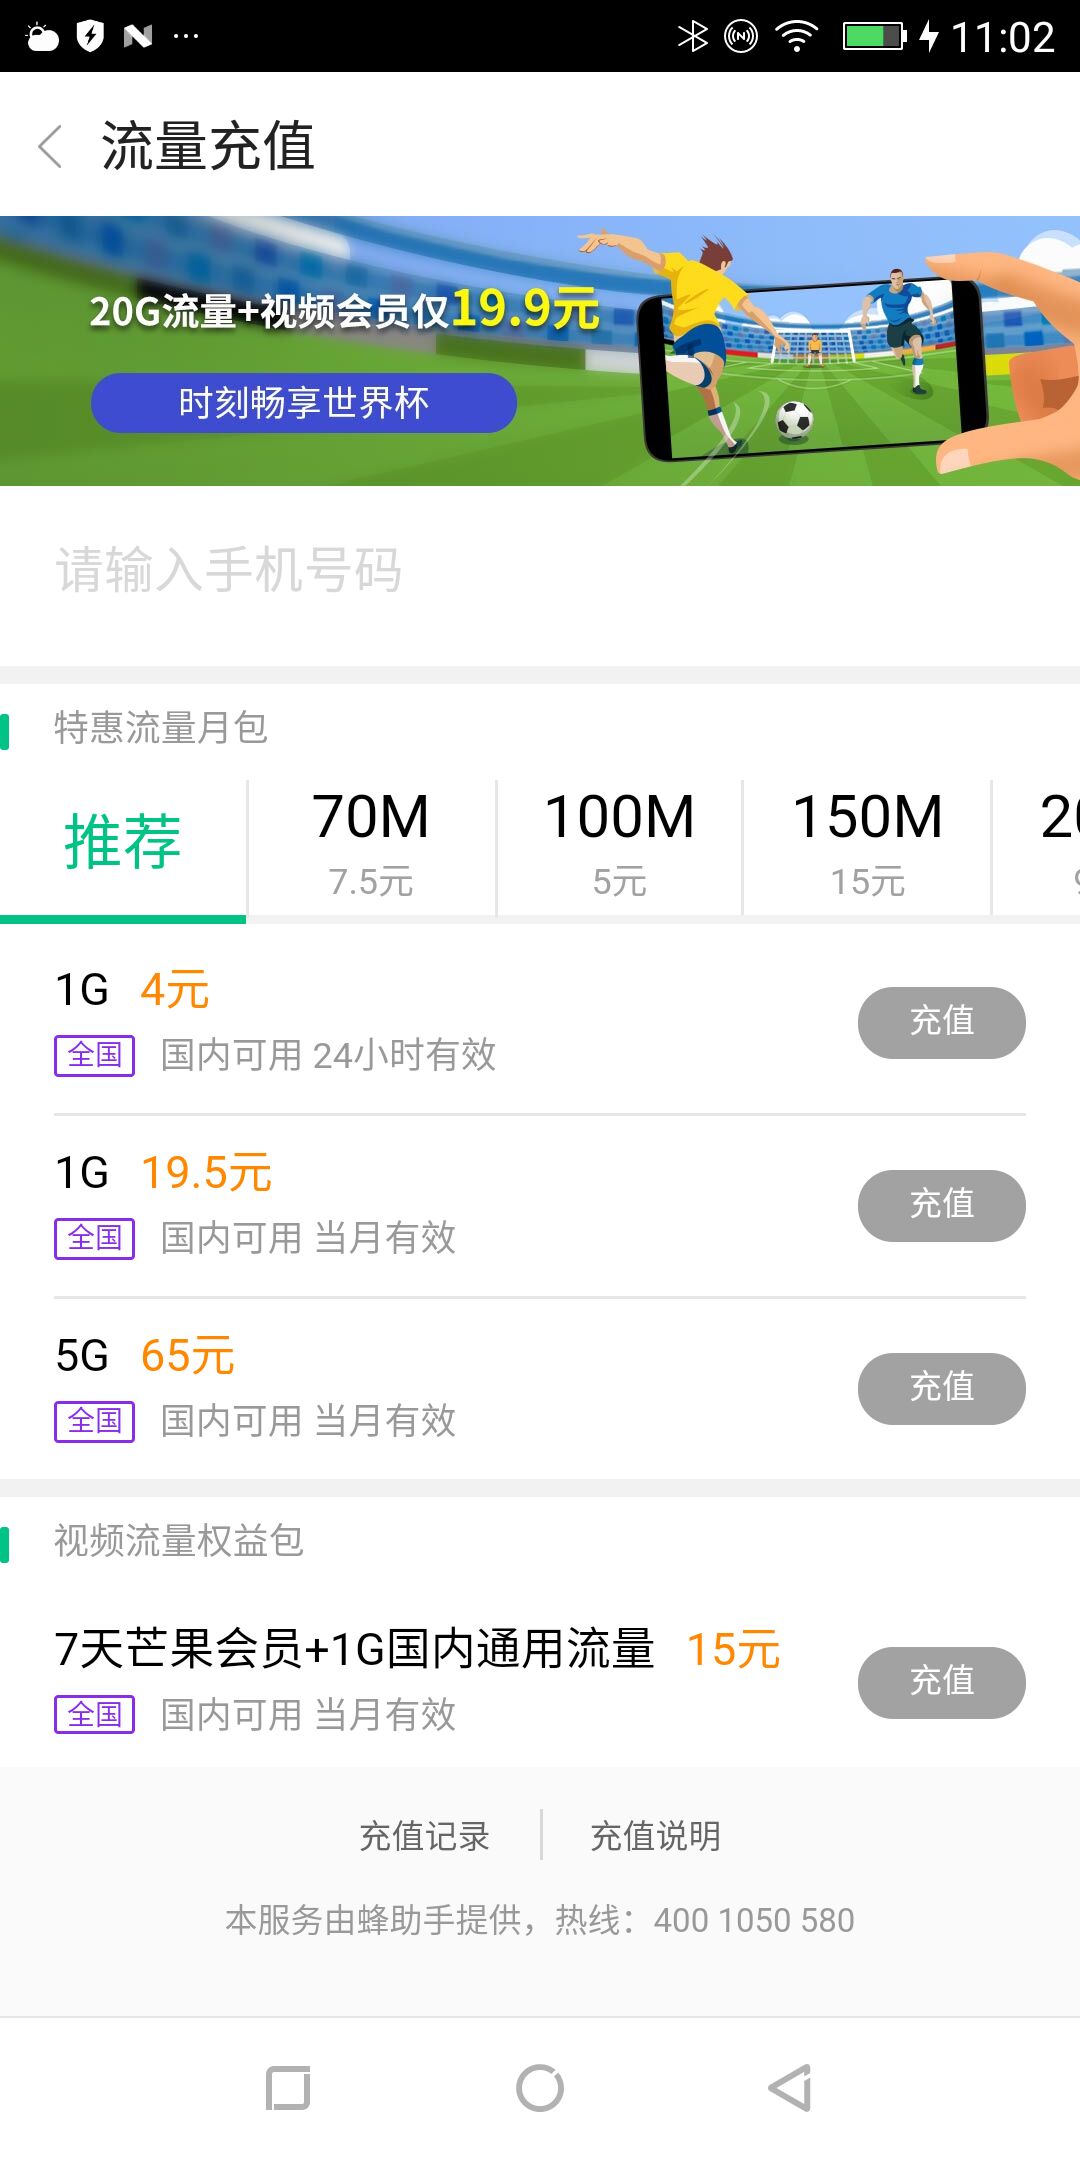 11:02
流量充值
20G流量+视频会员仅19.9元
时刻畅享世界杯
请输入手机号码
特惠流量月包
推荐
70M
100M
150M
7.5元
5元
15元
1G 4元
充值
全国 国内可用 24小时有效
1G 19.5元
充值
全国 国内可用 当月有效
5G 65元
充值
全国 国内可用 当月有效
视频流量权益包
7天芒果会员+1G国内通用流量 15元
充值
全国 国内可用 当月有效
充值记录 充值说明
本服务由蜂助手提供，热线：400 1050 580